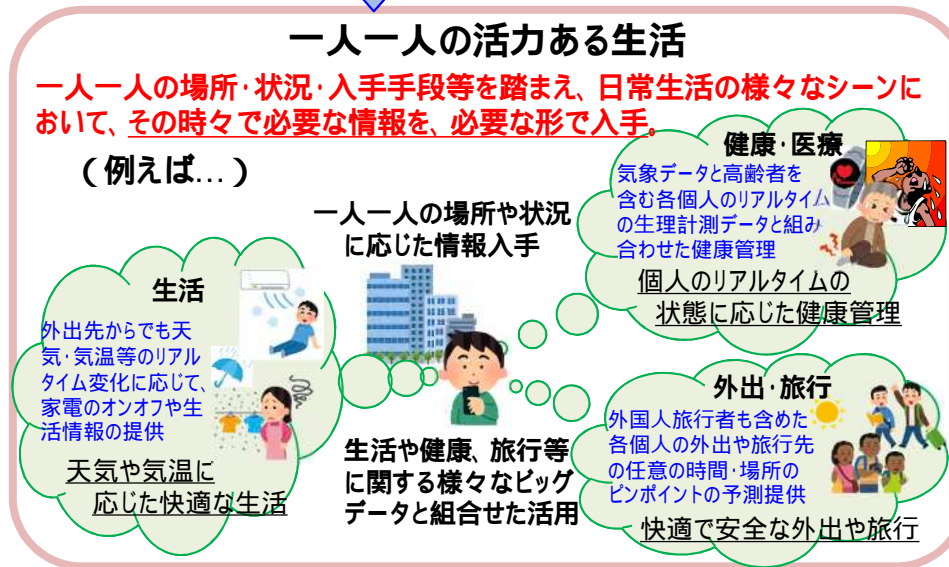 一人一人の活力ある生活
一人一人の場所・状況・入手手段等を踏まえ、日常生活の様々なシーンに
おいて、その時々で必要な情報を、必要な形で入手。
（例えば…）
一人一人の場所や状況
に応じた情報入手
健康・医療
気象データと高齢者を
含む各個人のリアルタイム
の生理計測データと組み
合わせた健康管理
個人のリアルタイムの
状態に応じた健康管理
生活
外出先からでも天
気・気温等のリアル
タイム変化に応じて、
家電のオンオフや生
活情報の提供
天気や気温に
応じた快適な生活
生活や健康、旅行等
に関する様々なビッグ
データと組合せた活用
外出・旅行
外国人旅行者も含めた
各個人の外出や旅行先
の任意の時間・場所の
ピンポイントの予測提供
快適で安全な外出や旅行